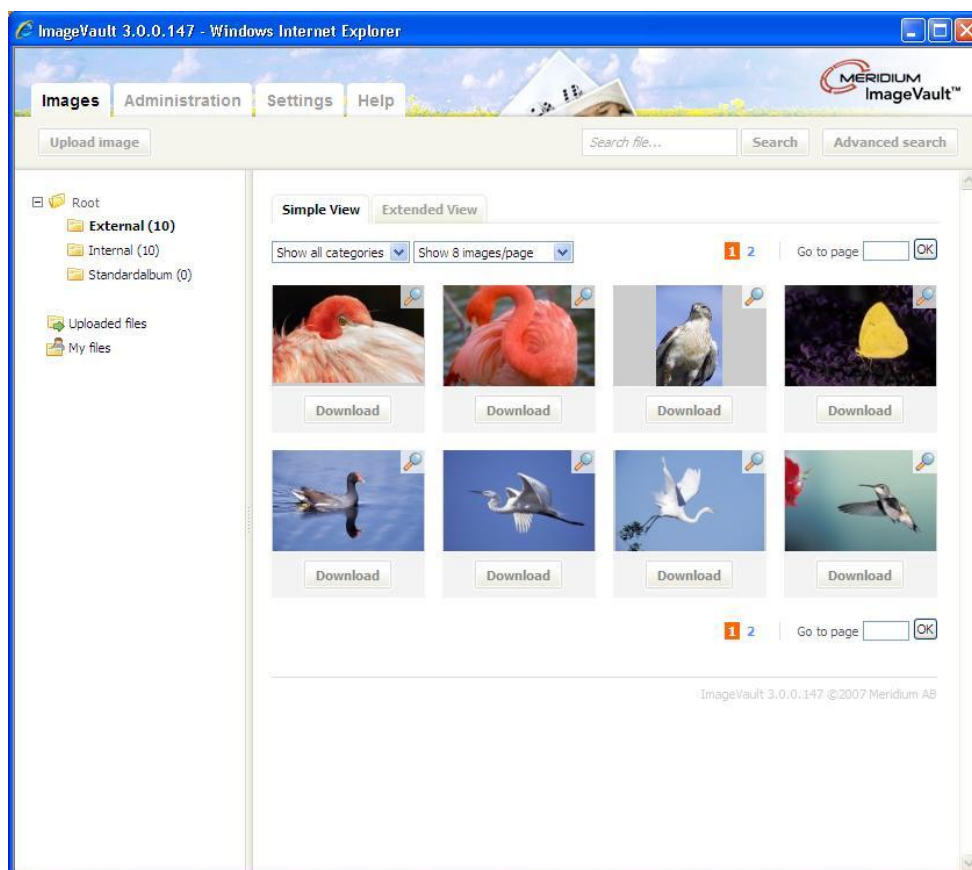 ImageVault 3.0.0.147 - Windows Internet Explorer
MERIDIUM
ImageVault™
Images Administration Settings Help
Upload image Search file... Search Advanced search
Root
External (10)
Internal (10)
Standardalbum (0)
Uploaded files
My files
Simple View Extended View
Show all categories Show 8 images/page 1 2 Go to page OK
Download Download Download Download
Download Download Download Download
1 2 Go to page OK
ImageVault 3.0.0.147 ©2007 Meridium AB